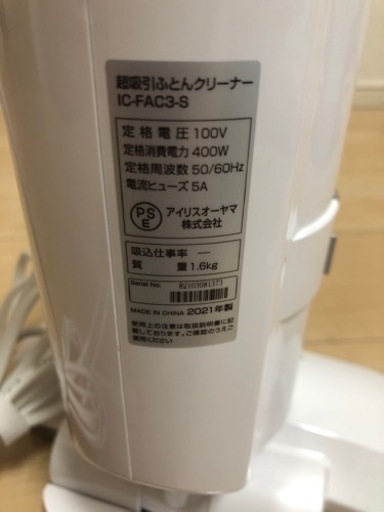 超吸引ふとんクリーナー
IC-FAC3-S
定格電圧 100V
定格消費電力 400W
定格周波数 50/60Hz
電流ヒューズ 5A
PSE
アイリスオーヤマ
株式会社
吸込仕事率 —
質量 1.6kg
Serial No. 82103081373
MADE IN CHINA 2021年製
使用上の注意は取扱説明書に記
載しております。ご確認のうえご
使用ください